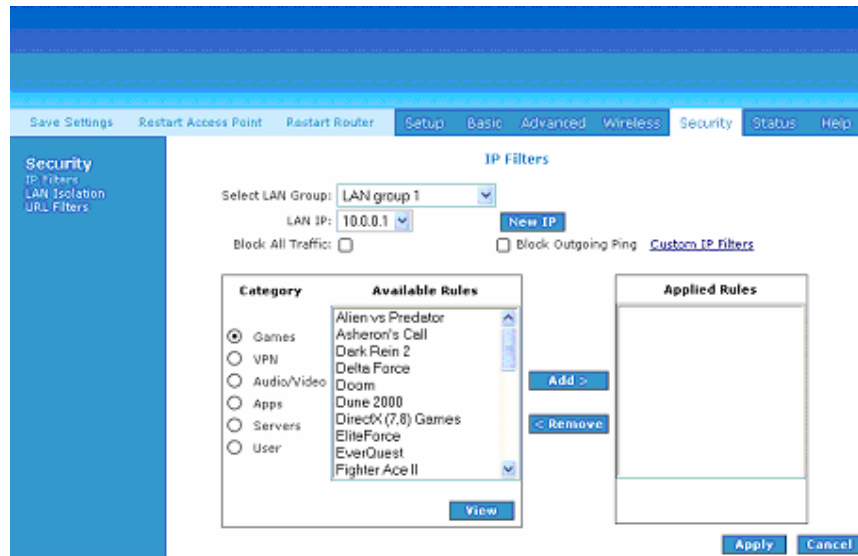 Save Settings Restart Access Point Restart Router Setup Basic Advanced Wireless Security Status Help
Security
IP Filters
LAN Isolation
URL Filters
IP Filters
Select LAN Group: LAN group 1
LAN IP: 10.0.0.1 New IP
Block All Traffic: Block Outgoing Ping Custom IP Filters
Category Available Rules Applied Rules
Games
VPN
Audio/Video
Apps
Servers
User
Alien vs Predator
Asheron's Call
Dark Rein 2
Delta Force
Doom
Dune 2000
DirectX (7,8) Games
EliteForce
EverQuest
Fighter Ace II
Add >
< Remove
View
Apply Cancel